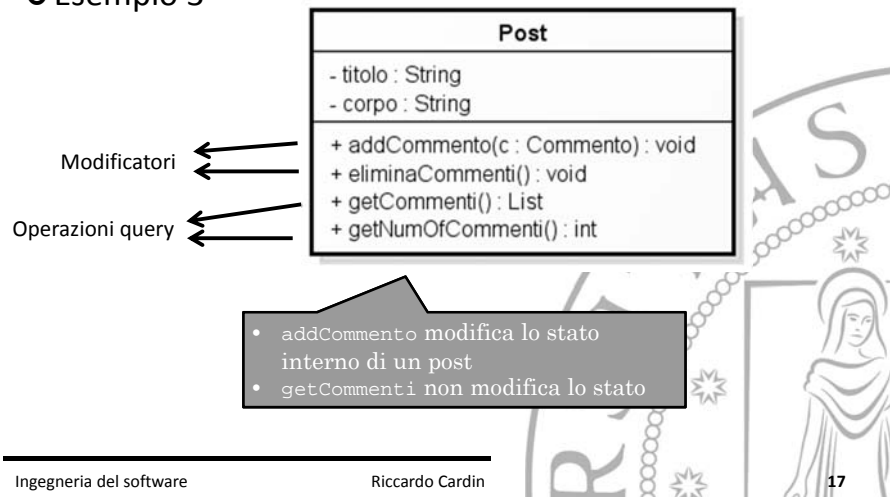 Esempio 3
Post
- titolo : String
- corpo : String
+ addCommento(c : Commento) : void
+ eliminaCommenti() : void
+ getCommenti() : List
+ getNumOfCommenti() : int
Modificatori
Operazioni query
• addCommento modifica lo stato
interno di un post
• getCommenti non modifica lo stato
Ingegneria del software
Riccardo Cardin
17